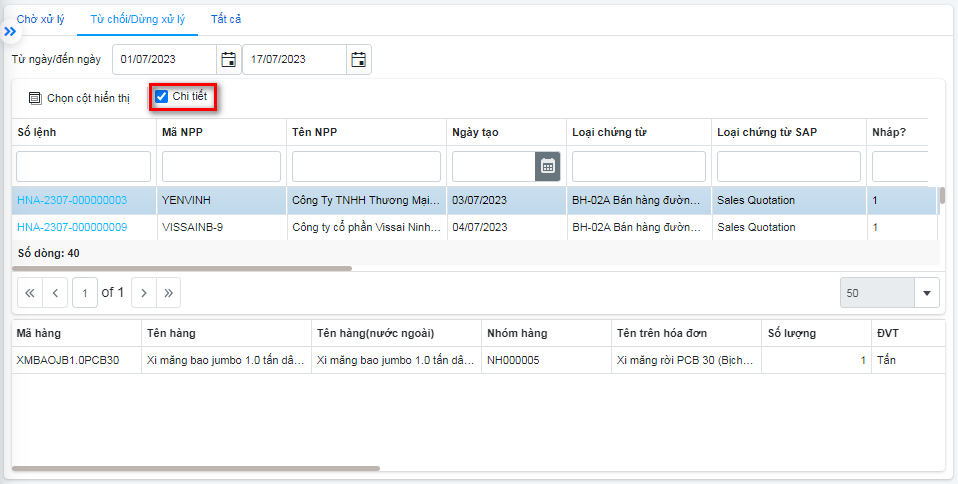 Chờ xử lý Từ chối/Dừng xử lý Tất cả
Từ ngày/đến ngày 01/07/2023 17/07/2023
Chọn cột hiển thị Chi tiết
Số lệnh Mã NPP Tên NPP Ngày tạo Loại chứng từ Loại chứng từ SAP Nháp?
HNA-2307-000000003 YENVINH Công Ty TNHH Thương Mại... 03/07/2023 BH-02A Bán hàng đườn... Sales Quotation 1
HNA-2307-000000009 VISSAINB-9 Công ty cổ phần Vissai Ninh... 04/07/2023 BH-02A Bán hàng đườn... Sales Quotation 1
Số dòng: 40
1 of 1 50
Mã hàng Tên hàng Tên hàng(nước ngoài) Nhóm hàng Tên trên hóa đơn Số lượng ĐVT
XMBAOJB1.0PCB30 Xi măng bao jumbo 1.0 tấn dâ... Xi măng bao jumbo 1.0 tấn dâ... NH000005 Xi măng rời PCB 30 (Bịch... 1 Tấn